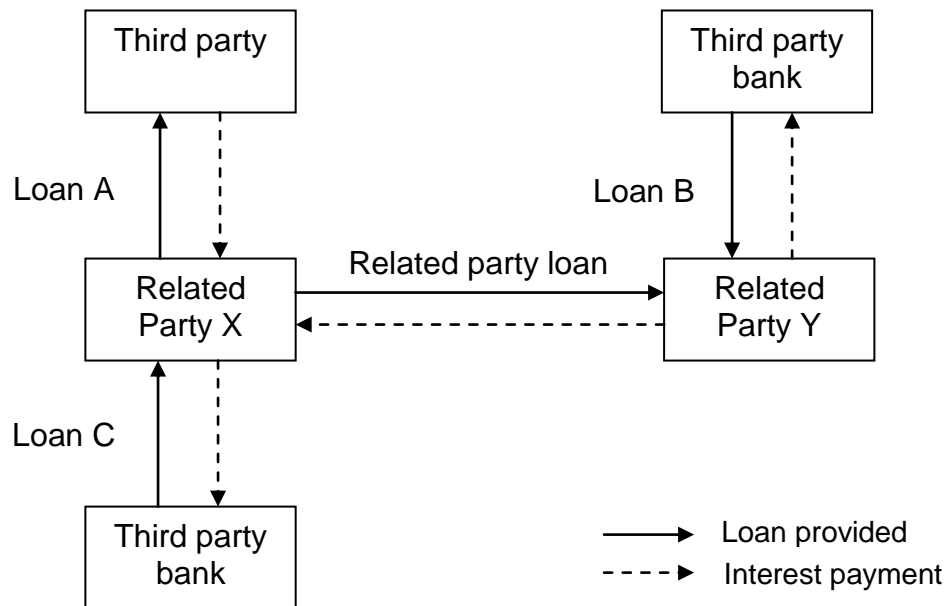 Third party
Third party
bank
Loan A
Loan B
Related party loan
Related
Party X
Related
Party Y
Loan C
Third party
bank
Loan provided
Interest payment